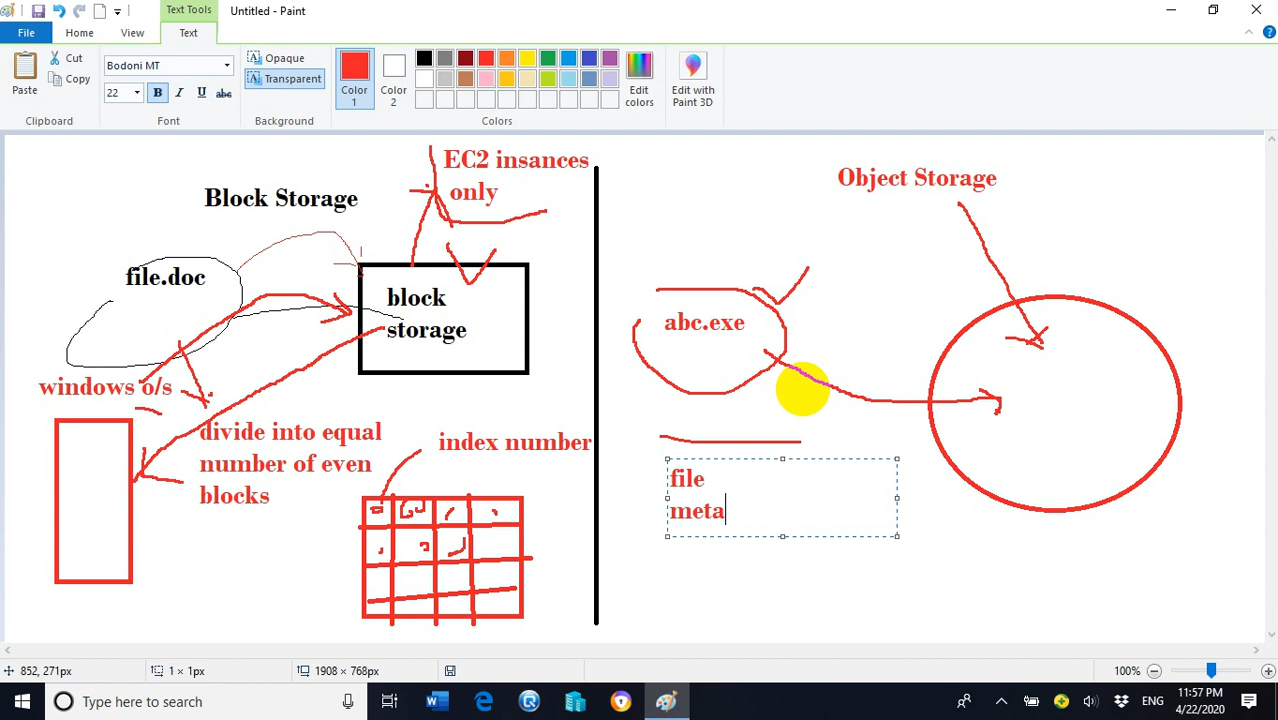 Text Tools
Untitled - Paint
File
Home
View
Text
Paste
Cut
Copy
Clipboard
Bodoni MT
22
B
I
U
abc
Font
Opaque
Transparent
Background
Color 1
Color 2
Edit colors
Colors
Edit with Paint 3D
Block Storage
EC2 insances
only
file.doc
block
storage
windows o/s
divide into equal
number of even
blocks
index number
Object Storage
abc.exe
file
meta
852, 271px
1 × 1px
1908 × 768px
100%
Type here to search
ENG
11:57 PM
4/22/2020